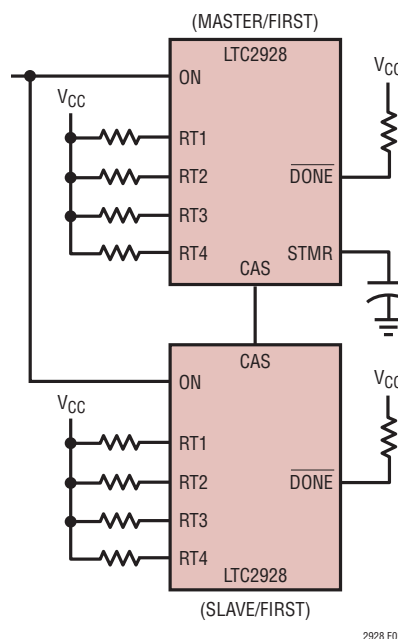 (MASTER/FIRST)
LTC2928
ON
VCC
RT1
RT2
RT3
RT4
VCC
DONE
STMR
CAS
CAS
ON
VCC
RT1
RT2
RT3
RT4
VCC
DONE
LTC2928
(SLAVE/FIRST)